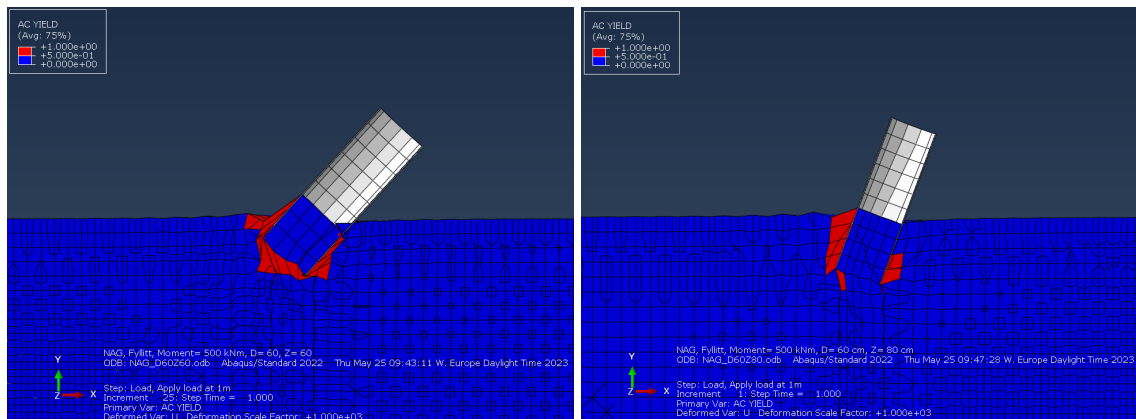 AC YIELD
(Avg: 75%)
+1.000e+00
+5.000e-01
+0.000e+00
NAG, Fyllitt, Moment= 500 kNm, D= 60, Z= 60
ODB: NAG_D60Z60.odb Abaqus/Standard 2022 Thu May 25 09:43:11 W. Europe Daylight Time 2023
Y
Z X
Step: Load, Apply load at 1m
Increment 25: Step Time = 1.000
Primary Var: AC YIELD
Deformed Var: U Deformation Scale Factor: +1.000e+03
AC YIELD
(Avg: 75%)
+1.000e+00
+5.000e-01
+0.000e+00
NAG, Fyllitt, Moment= 500 kNm, D= 60 cm, Z= 80 cm
ODB: NAG_D60Z80.odb Abaqus/Standard 2022 Thu May 25 09:47:28 W. Europe Daylight Time 2023
Y
Z X
Step: Load, Apply load at 1m
Increment 1: Step Time = 1.000
Primary Var: AC YIELD
Deformed Var: U Deformation Scale Factor: +1.000e+03